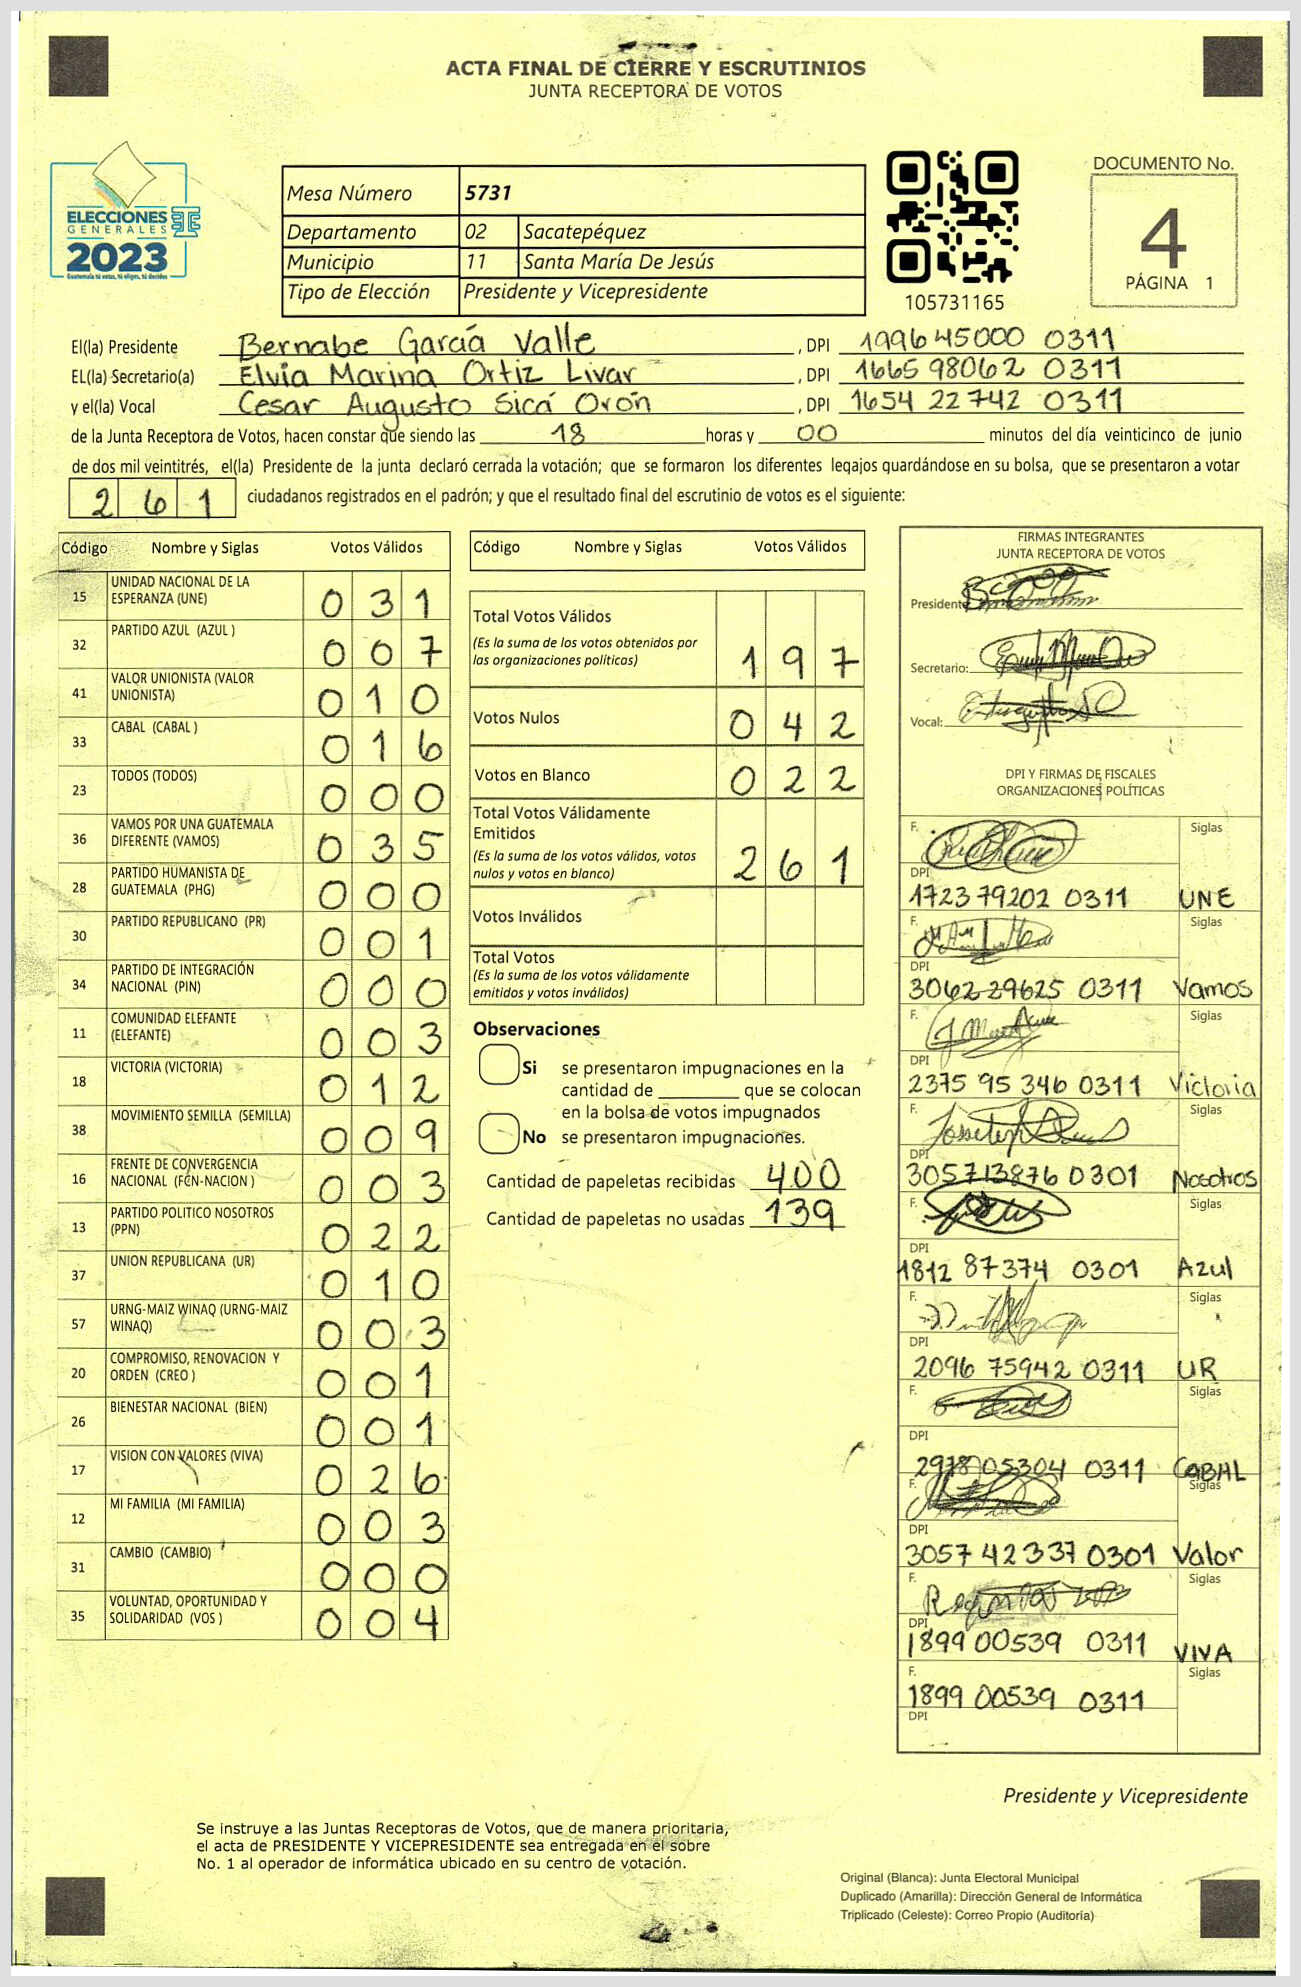 ACTA FINAL DE CIERRE Y ESCRUTINIOS
JUNTA RECEPTORA DE VOTOS
ELECCIONES
GENERALES
2023
Guatemala tú votas, tú eliges, tú decides
Mesa Número 5731
Departamento 02 Sacatepéquez
Municipio 11 Santa María De Jesús
Tipo de Elección Presidente y Vicepresidente
105731165
DOCUMENTO No.
4
PÁGINA 1
El(la) Presidente Bernabe García Valle, DPI 1996 45000 0311
EL(la) Secretario(a) Elvia Marina Ortiz Livar, DPI 1665 98062 0311
y el(la) Vocal Cesar Augusto Sicá Orón, DPI 1654 22742 0311
de la Junta Receptora de Votos, hacen constar que siendo las 18 horas y 00 minutos del día veinticinco de junio
de dos mil veintitrés, el(la) Presidente de la junta declaró cerrada la votación; que se formaron los diferentes legajos guardándose en su bolsa, que se presentaron a votar
261 ciudadanos registrados en el padrón; y que el resultado final del escrutinio de votos es el siguiente:
Código Nombre y Siglas Votos Válidos
15 UNIDAD NACIONAL DE LA ESPERANZA (UNE) 0 3 1
32 PARTIDO AZUL (AZUL ) 0 0 7
41 VALOR UNIONISTA (VALOR UNIONISTA) 0 1 0
33 CABAL (CABAL ) 0 1 6
23 TODOS (TODOS) 0 0 0
36 VAMOS POR UNA GUATEMALA DIFERENTE (VAMOS) 0 3 5
28 PARTIDO HUMANISTA DE GUATEMALA (PHG) 0 0 0
30 PARTIDO REPUBLICANO (PR) 0 0 1
34 PARTIDO DE INTEGRACIÓN NACIONAL (PIN) 0 0 0
11 COMUNIDAD ELEFANTE (ELEFANTE) 0 0 3
18 VICTORIA (VICTORIA) 0 1 2
38 MOVIMIENTO SEMILLA (SEMILLA) 0 0 9
16 FRENTE DE CONVERGENCIA NACIONAL (FCN-NACION ) 0 0 3
13 PARTIDO POLITICO NOSOTROS (PPN) 0 2 2
37 UNION REPUBLICANA (UR) 0 1 0
57 URNG-MAIZ WINAQ (URNG-MAIZ WINAQ) 0 0 3
20 COMPROMISO, RENOVACION Y ORDEN (CREO ) 0 0 1
26 BIENESTAR NACIONAL (BIEN) 0 0 1
17 VISION CON VALORES (VIVA) 0 2 6
12 MI FAMILIA (MI FAMILIA) 0 0 3
31 CAMBIO (CAMBIO) 0 0 0
35 VOLUNTAD, OPORTUNIDAD Y SOLIDARIDAD (VOS ) 0 0 4
Código Nombre y Siglas Votos Válidos
Total Votos Válidos 1 9 7
(Es la suma de los votos obtenidos por
las organizaciones políticas)
Votos Nulos 0 4 2
Votos en Blanco 0 2 2
Total Votos Válidamente
Emitidos 2 6 1
(Es la suma de los votos válidos, votos
nulos y votos en blanco)
Votos Inválidos
Total Votos
(Es la suma de los votos válidamente
emitidos y votos inválidos)
Observaciones
Si se presentaron impugnaciones en la
cantidad de ________ que se colocan
en la bolsa de votos impugnados
No se presentaron impugnaciones.
Cantidad de papeletas recibidas 400
Cantidad de papeletas no usadas 139
FIRMAS INTEGRANTES
JUNTA RECEPTORA DE VOTOS
Presidente
Secretario:
Vocal:
DPI Y FIRMAS DE FISCALES
ORGANIZACIONES POLÍTICAS
F. Siglas
DPI
1723 79202 0311 UNE
F. Siglas
DPI
3062 29625 0311 Vamos
F. Siglas
DPI
2375 95 346 0311 Victoria
F. Siglas
DPI
3057 13876 0301 Nosotros
F. Siglas
DPI
1812 87374 0301 Azul
F. Siglas
DPI
2096 75942 0311 UR
F. Siglas
DPI
2978 05304 0311 CABAL
F. Siglas
DPI
3057 42337 0301 Valor
F. Siglas
DPI
1899 00539 0311 VIVA
F. Siglas
1899 00539 0311
DPI
Presidente y Vicepresidente
Se instruye a las Juntas Receptoras de Votos, que de manera prioritaria,
el acta de PRESIDENTE Y VICEPRESIDENTE sea entregada en el sobre
No. 1 al operador de informática ubicado en su centro de votación.
Original (Blanca): Junta Electoral Municipal
Duplicado (Amarilla): Dirección General de Informática
Triplicado (Celeste): Correo Propio (Auditoría)